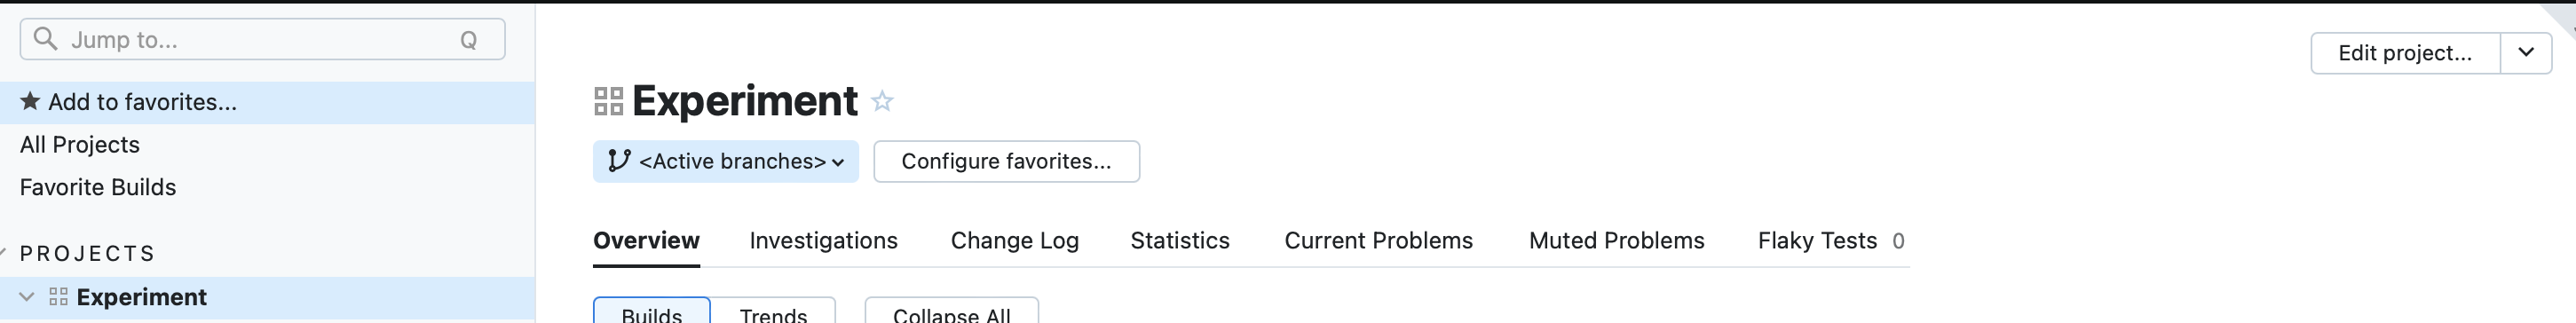 Jump to... Q
Add to favorites...
All Projects
Favorite Builds
PROJECTS
Experiment
Edit project...
Experiment
<Active branches> Configure favorites...
Overview Investigations Change Log Statistics Current Problems Muted Problems Flaky Tests 0
Builds Trends Collapse All